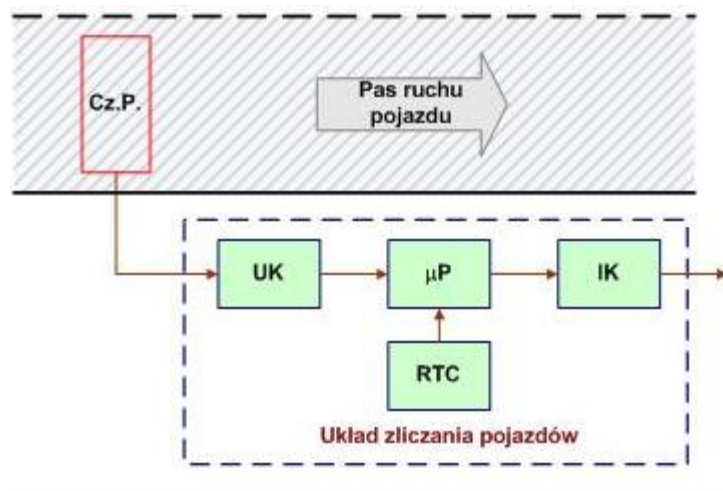 Cz.P.
Pas ruchu
pojazdu
UK
μP
IK
RTC
Układ zliczania pojazdów